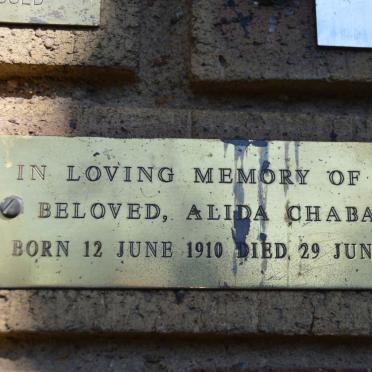 IN LOVING MEMORY OF
BELOVED, ALIDA CHABA
BORN 12 JUNE 1910 DIED 29 JUN